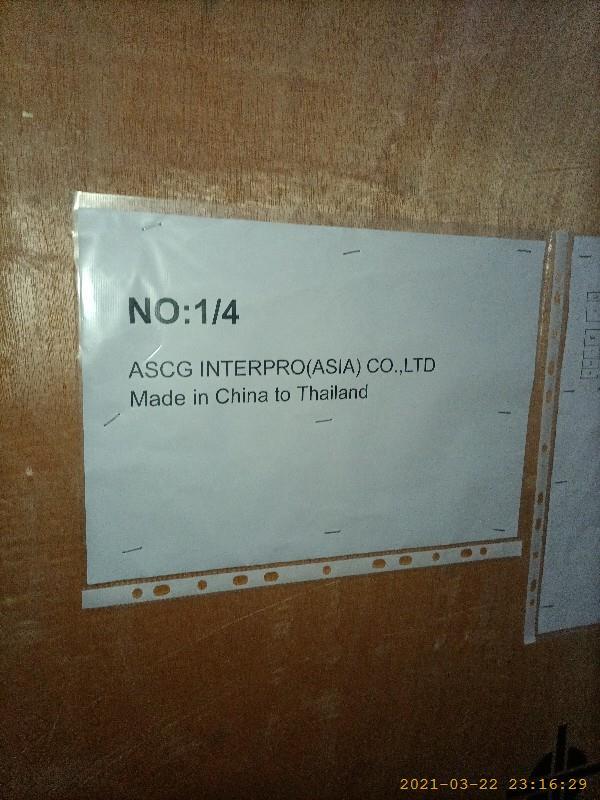 NO:1/4
ASCG INTERPRO(ASIA) CO.,LTD
Made in China to Thailand
2021-03-22 23:16:29